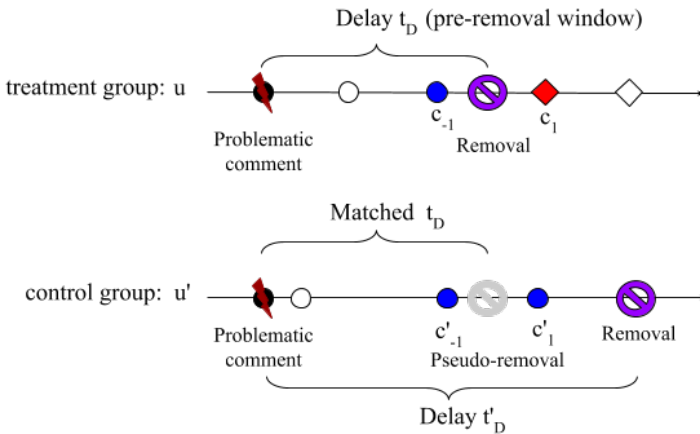 Delay t_D (pre-removal window)
treatment group: u
c_-1
c_1
Problematic
comment
Removal
Matched t_D
control group: u'
Problematic
comment
c'_-1
c'_1
Pseudo-removal
Removal
Delay t'_D